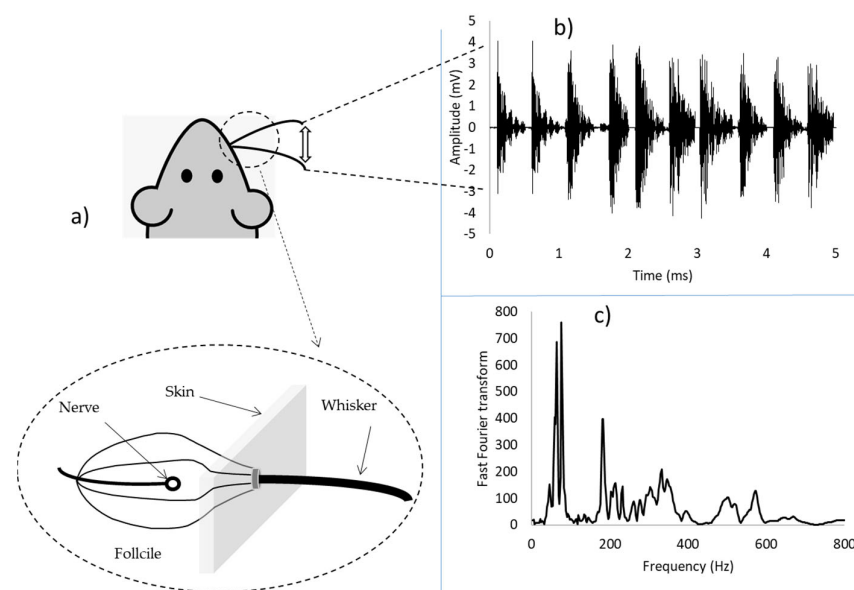 a)
Nerve
Skin
Whisker
Follcile
b)
Amplitude (mV)
5
4
3
2
1
0
-1
-2
-3
-4
-5
0 1 2 3 4 5
Time (ms)
c)
Fast Fourier transform
800
700
600
500
400
300
200
100
0
0 200 400 600 800
Frequency (Hz)